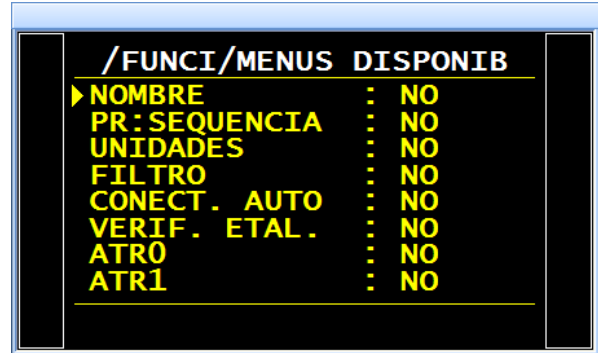 /FUNCI/MENUS DISPONIB
NOMBRE : NO
PR:SEQUENCIA : NO
UNIDADES : NO
FILTRO : NO
CONECT. AUTO : NO
VERIF. ETAL. : NO
ATR0 : NO
ATR1 : NO